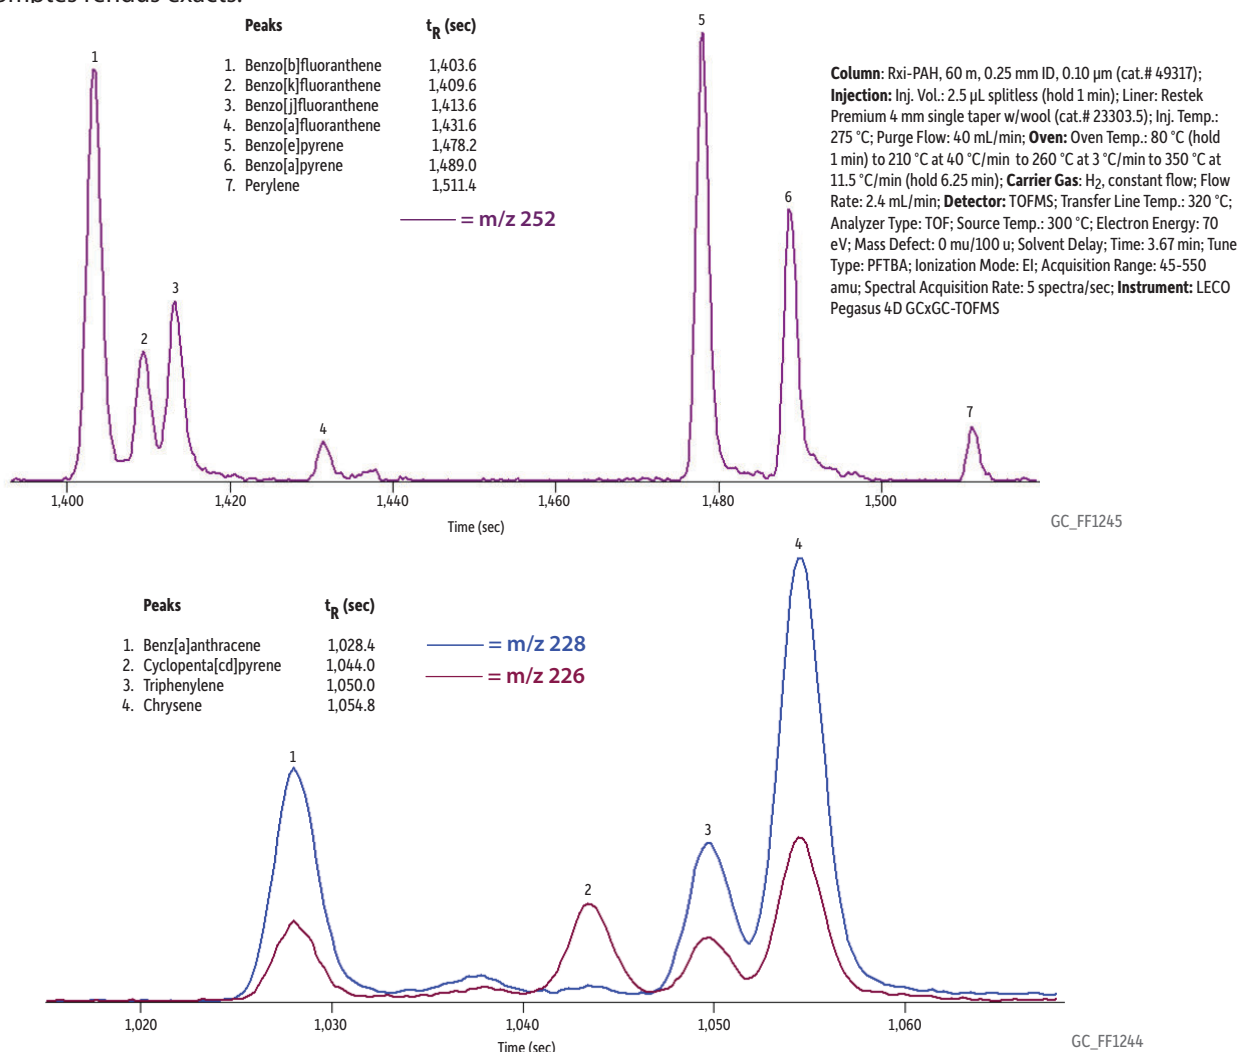 omptes rendus exacts.
Peaks tR (sec)
1. Benzo[b]fluoranthene 1,403.6
2. Benzo[k]fluoranthene 1,409.6
3. Benzo[j]fluoranthene 1,413.6
4. Benzo[a]fluoranthene 1,431.6
5. Benzo[e]pyrene 1,478.2
6. Benzo[a]pyrene 1,489.0
7. Perylene 1,511.4
= m/z 252
Column: Rxi-PAH, 60 m, 0.25 mm ID, 0.10 µm (cat.# 49317);
Injection: Inj. Vol.: 2.5 µL splitless (hold 1 min); Liner: Restek
Premium 4 mm single taper w/wool (cat.# 23303.5); Inj. Temp.:
275 °C; Purge Flow: 40 mL/min; Oven: Oven Temp.: 80 °C (hold
1 min) to 210 °C at 40 °C/min to 260 °C at 3 °C/min to 350 °C at
11.5 °C/min (hold 6.25 min); Carrier Gas: H2, constant flow; Flow
Rate: 2.4 mL/min; Detector: TOFMS; Transfer Line Temp.: 320 °C;
Analyzer Type: TOF; Source Temp.: 300 °C; Electron Energy: 70
eV; Mass Defect: 0 mu/100 u; Solvent Delay; Time: 3.67 min; Tune
Type: PFTBA; Ionization Mode: EI; Acquisition Range: 45-550
amu; Spectral Acquisition Rate: 5 spectra/sec; Instrument: LECO
Pegasus 4D GCxGC-TOFMS
1
2
3
4
5
6
7
1,400 1,420 1,440 1,460 1,480 1,500
Time (sec)
GC_FF1245
Peaks tR (sec)
1. Benz[a]anthracene 1,028.4
2. Cyclopenta[cd]pyrene 1,044.0
3. Triphenylene 1,050.0
4. Chrysene 1,054.8
= m/z 228
= m/z 226
1
2
3
4
1,020 1,030 1,040 1,050 1,060
Time (sec)
GC_FF1244